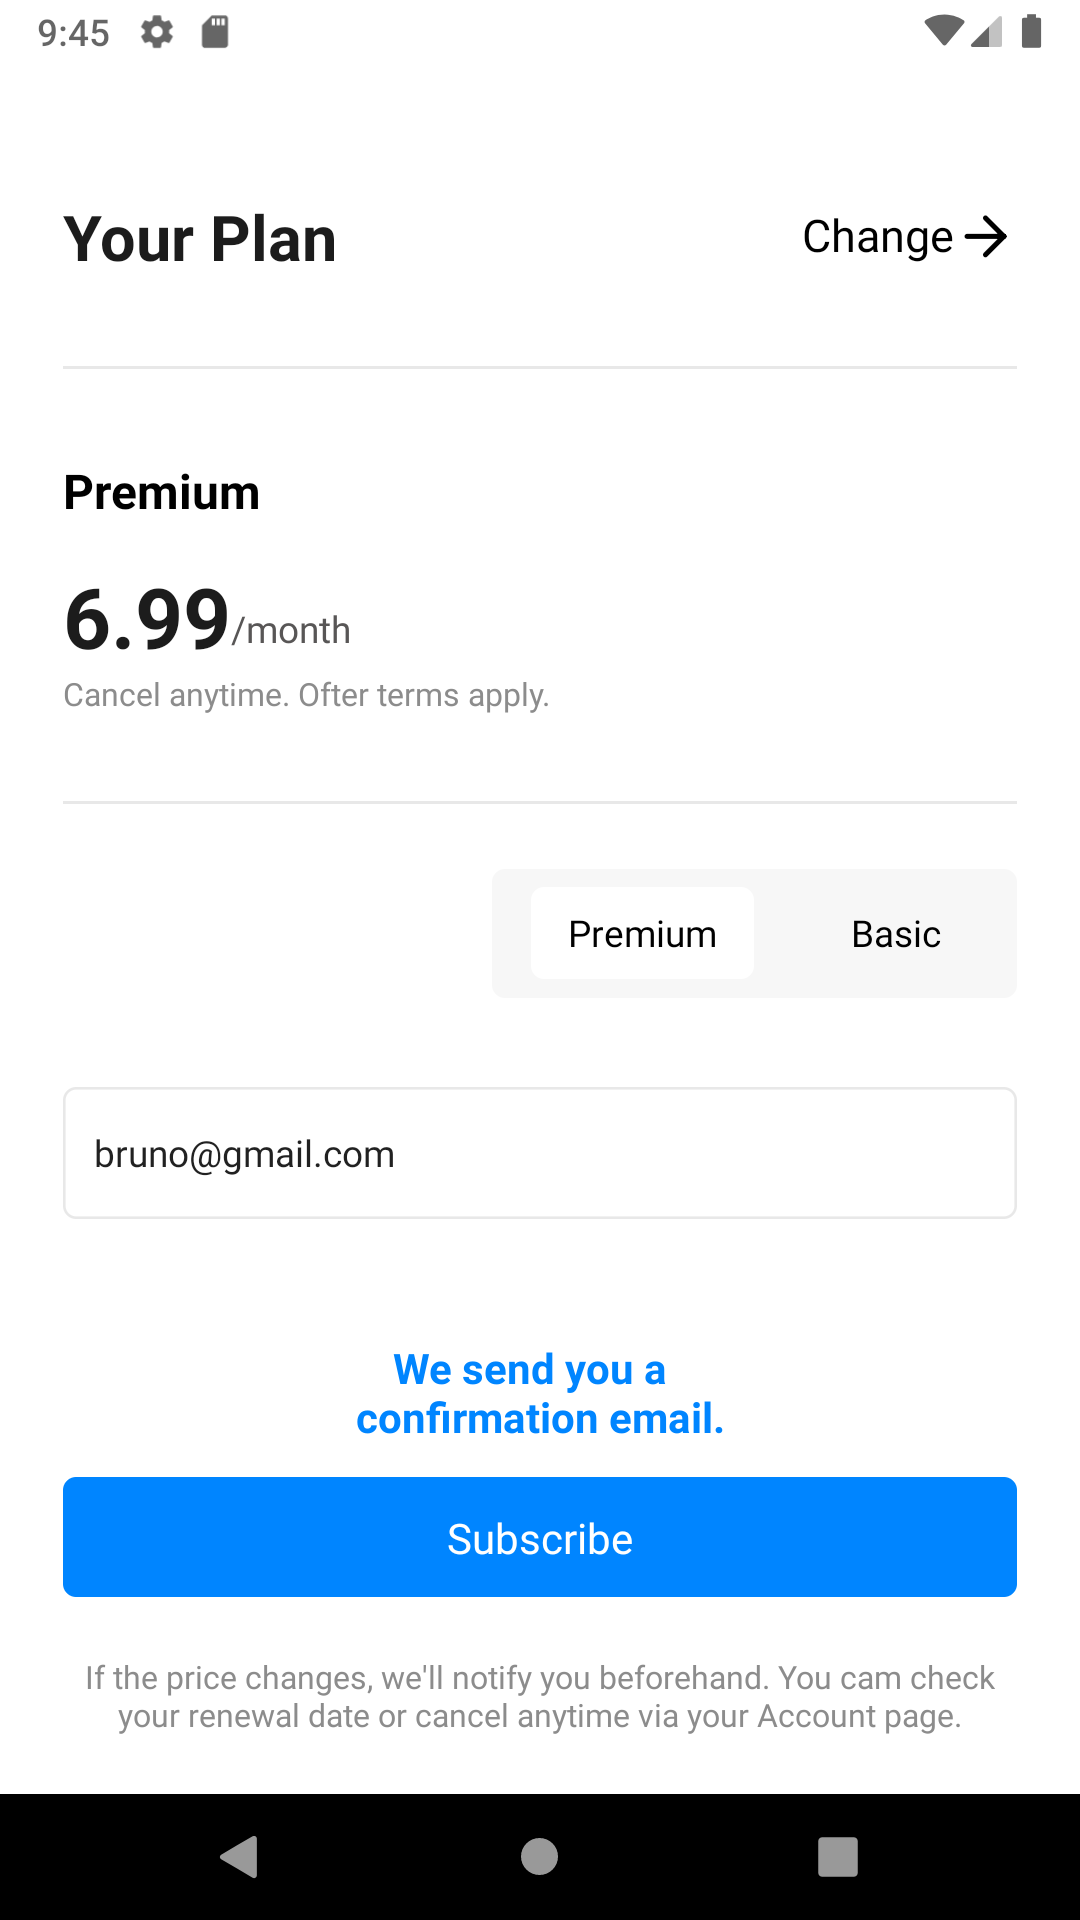 9:45
Your Plan
Change
Premium
6.99/month
Cancel anytime. Ofter terms apply.
Premium Basic
bruno@gmail.com
We send you a
confirmation email.
Subscribe
If the price changes, we'll notify you beforehand. You cam check
your renewal date or cancel anytime via your Account page.